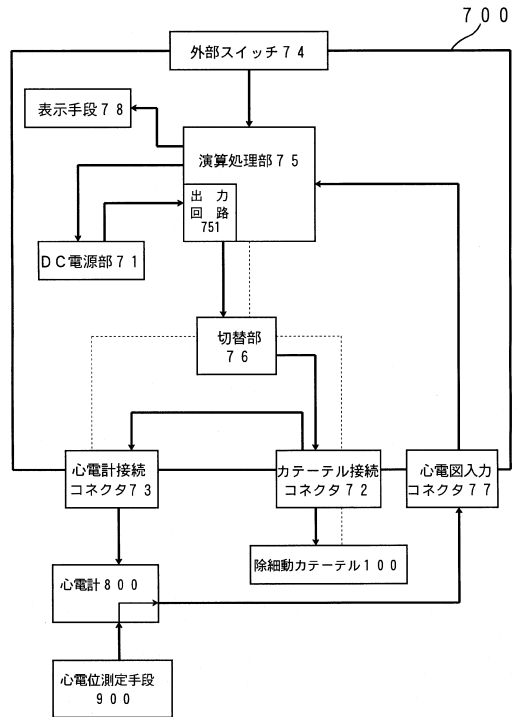 ７００
外部スイッチ７４
表示手段７８
演算処理部７５
出力
回路
751
ＤＣ電源部７１
切替部
７６
心電計接続
コネクタ７３
カテーテル接続
コネクタ７２
心電図入力
コネクタ７７
除細動カテーテル１００
心電計８００
心電位測定手段
９００